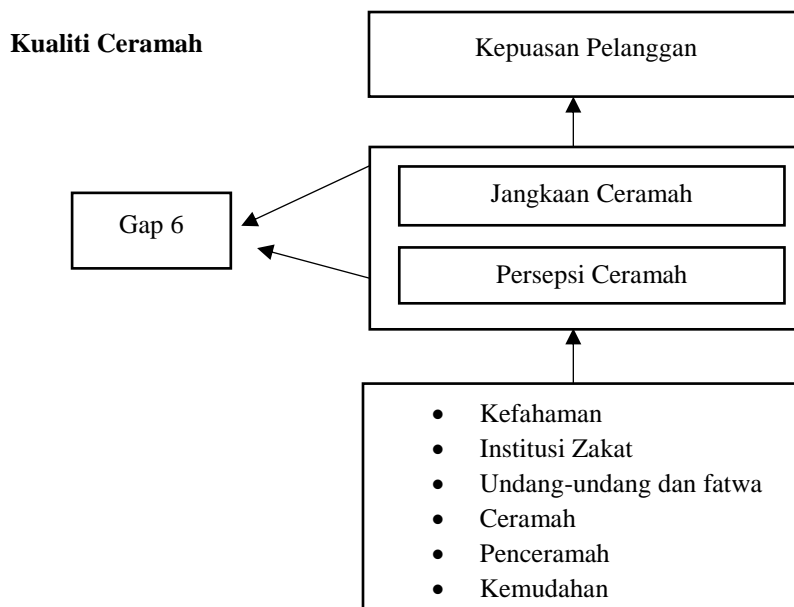 Kualiti Ceramah
Kepuasan Pelanggan
Jangkaan Ceramah
Gap 6
Persepsi Ceramah
• Kefahaman
• Institusi Zakat
• Undang-undang dan fatwa
• Ceramah
• Penceramah
• Kemudahan